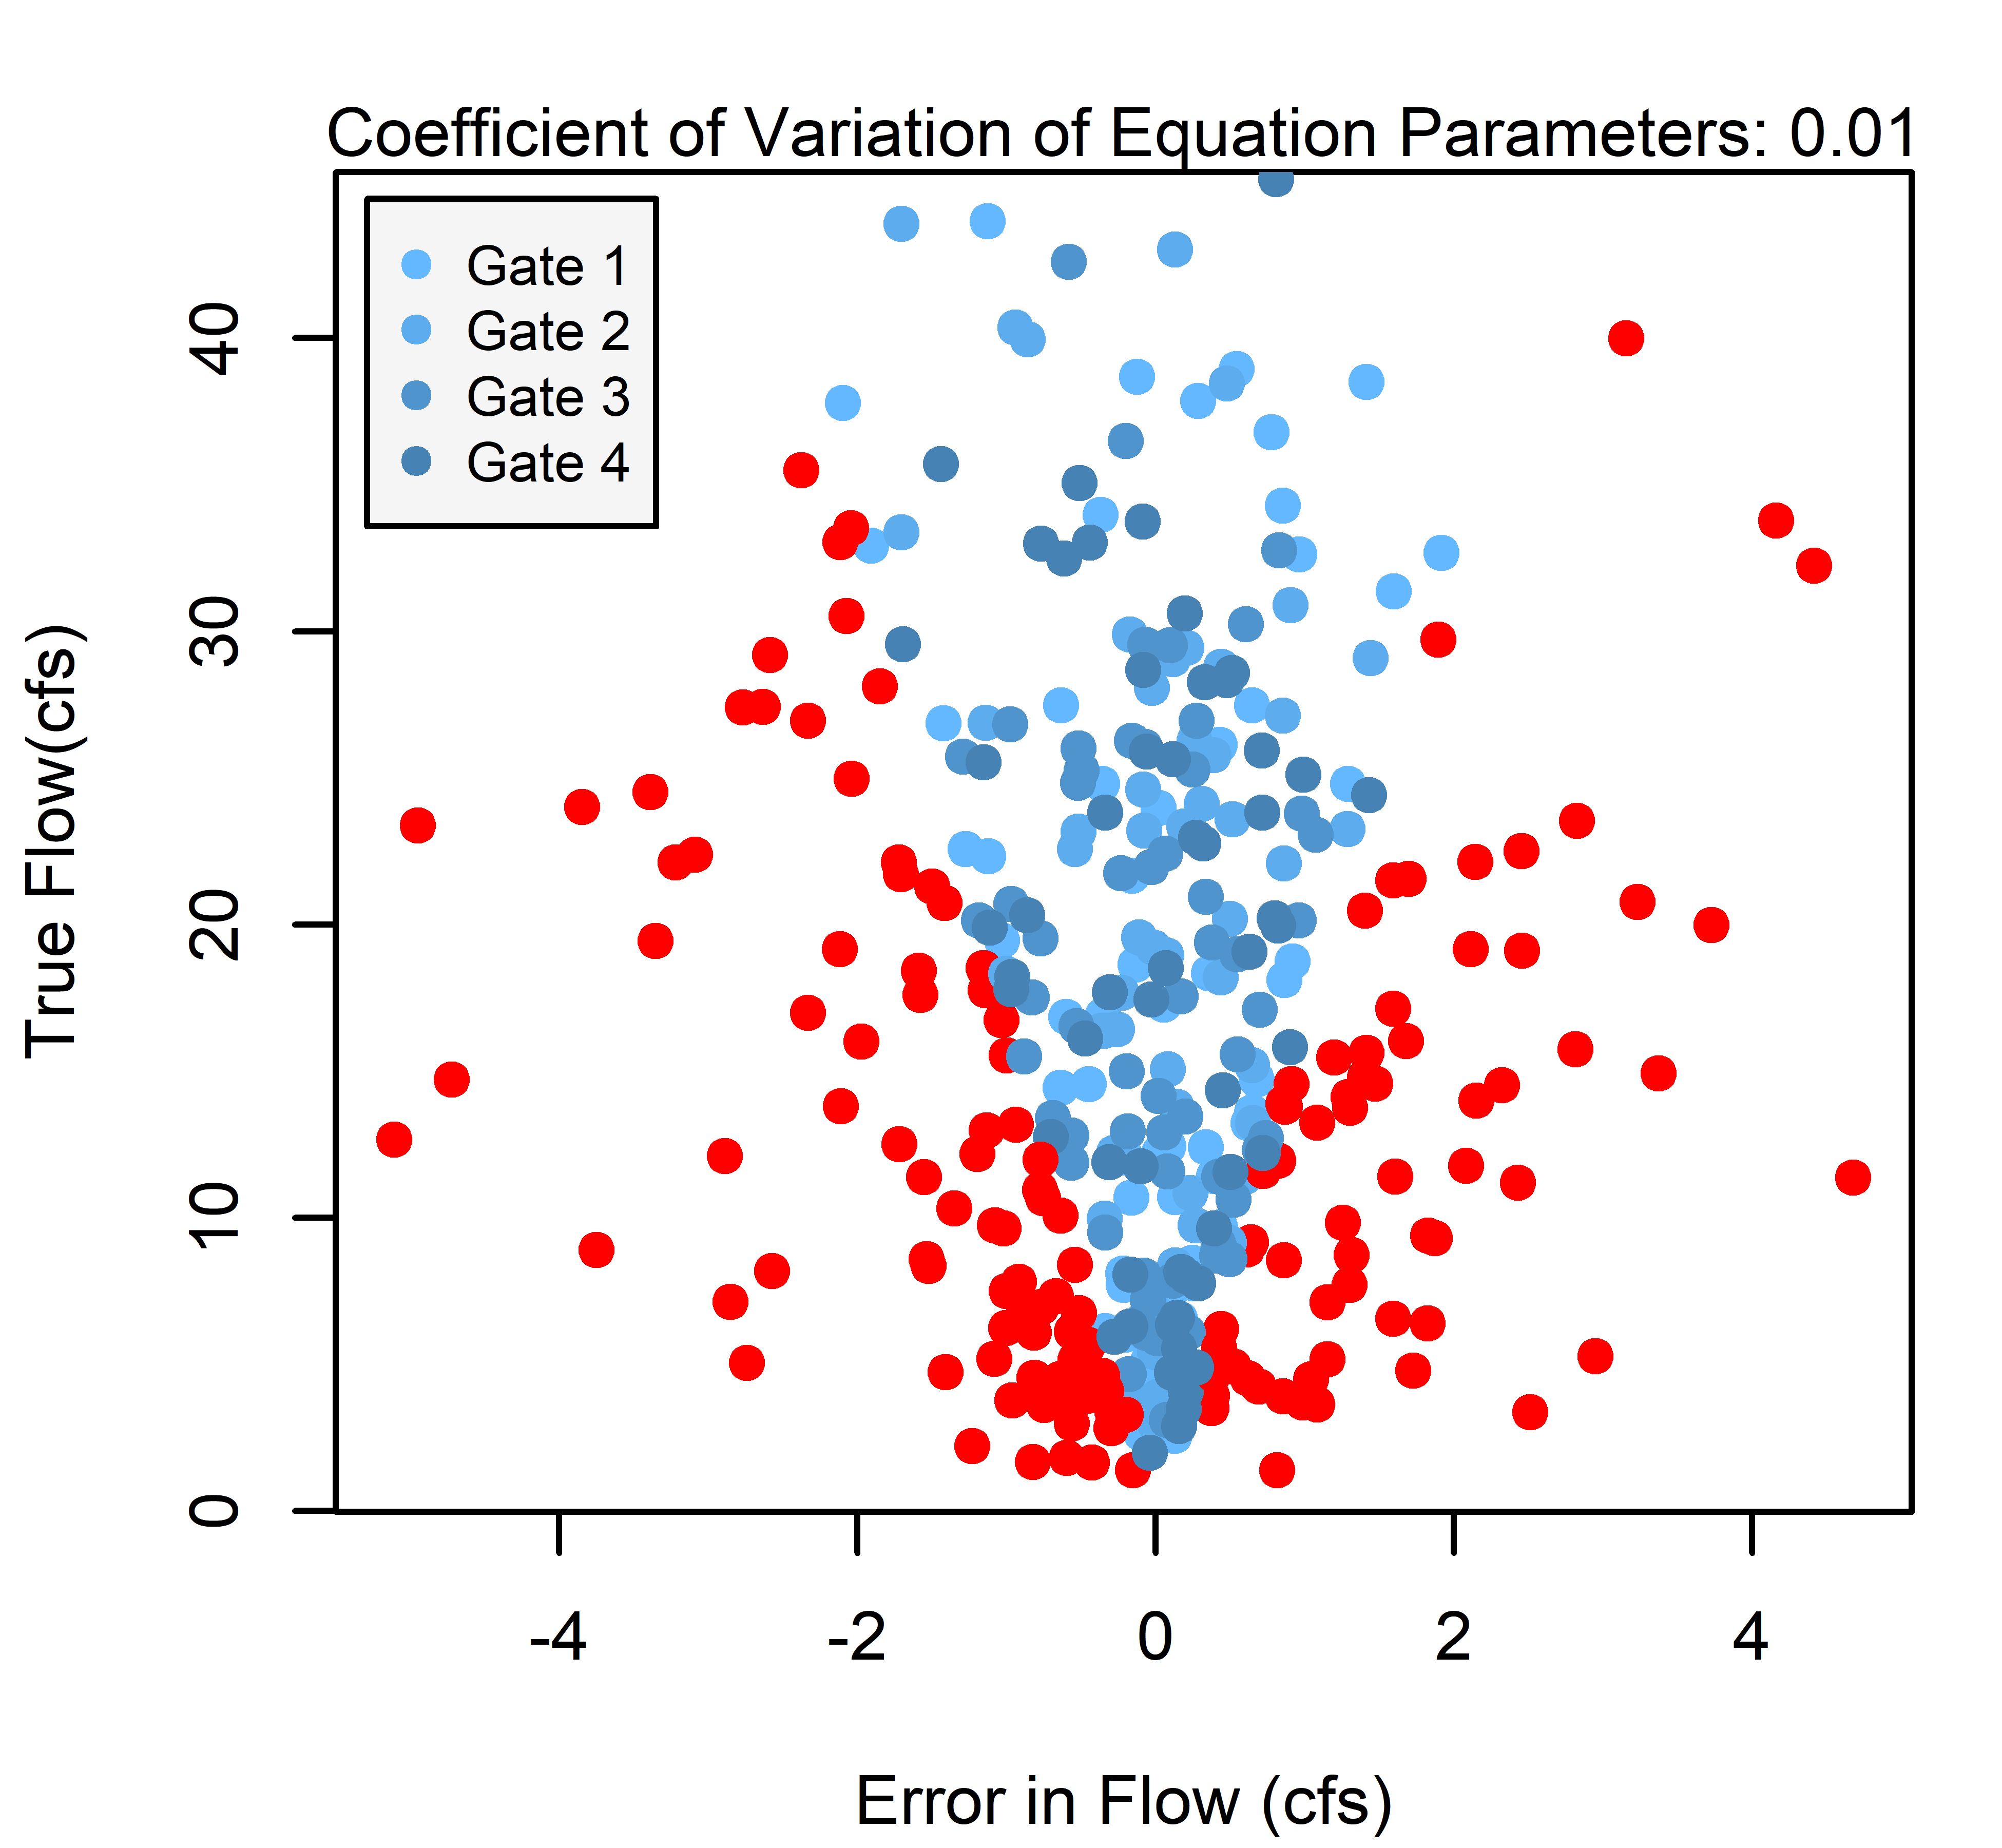 Coefficient of Variation of Equation Parameters: 0.01
Gate 1
Gate 2
Gate 3
Gate 4
True Flow(cfs)
40
30
20
10
0
-4 -2 0 2 4
Error in Flow (cfs)